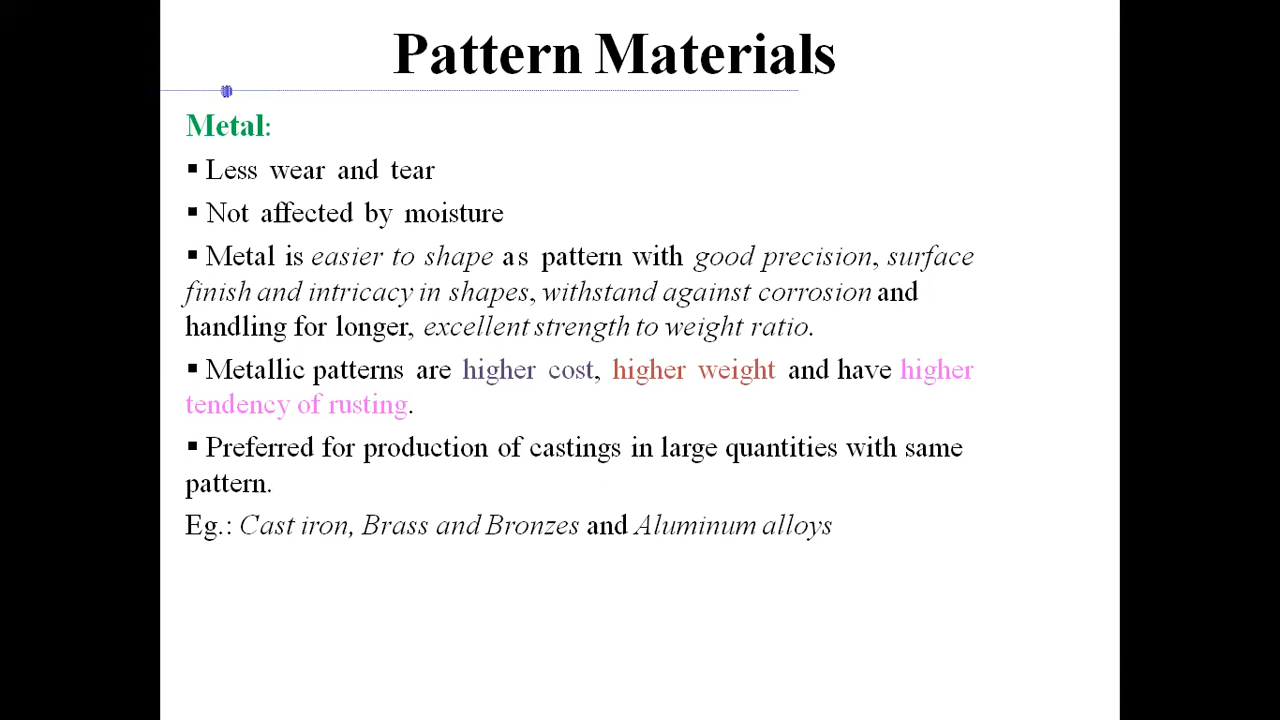 Pattern Materials
Metal:
▪ Less wear and tear
▪ Not affected by moisture
▪ Metal is easier to shape as pattern with good precision, surface
finish and intricacy in shapes, withstand against corrosion and
handling for longer, excellent strength to weight ratio.
▪ Metallic patterns are higher cost, higher weight and have higher
tendency of rusting.
▪ Preferred for production of castings in large quantities with same
pattern.
Eg.: Cast iron, Brass and Bronzes and Aluminum alloys